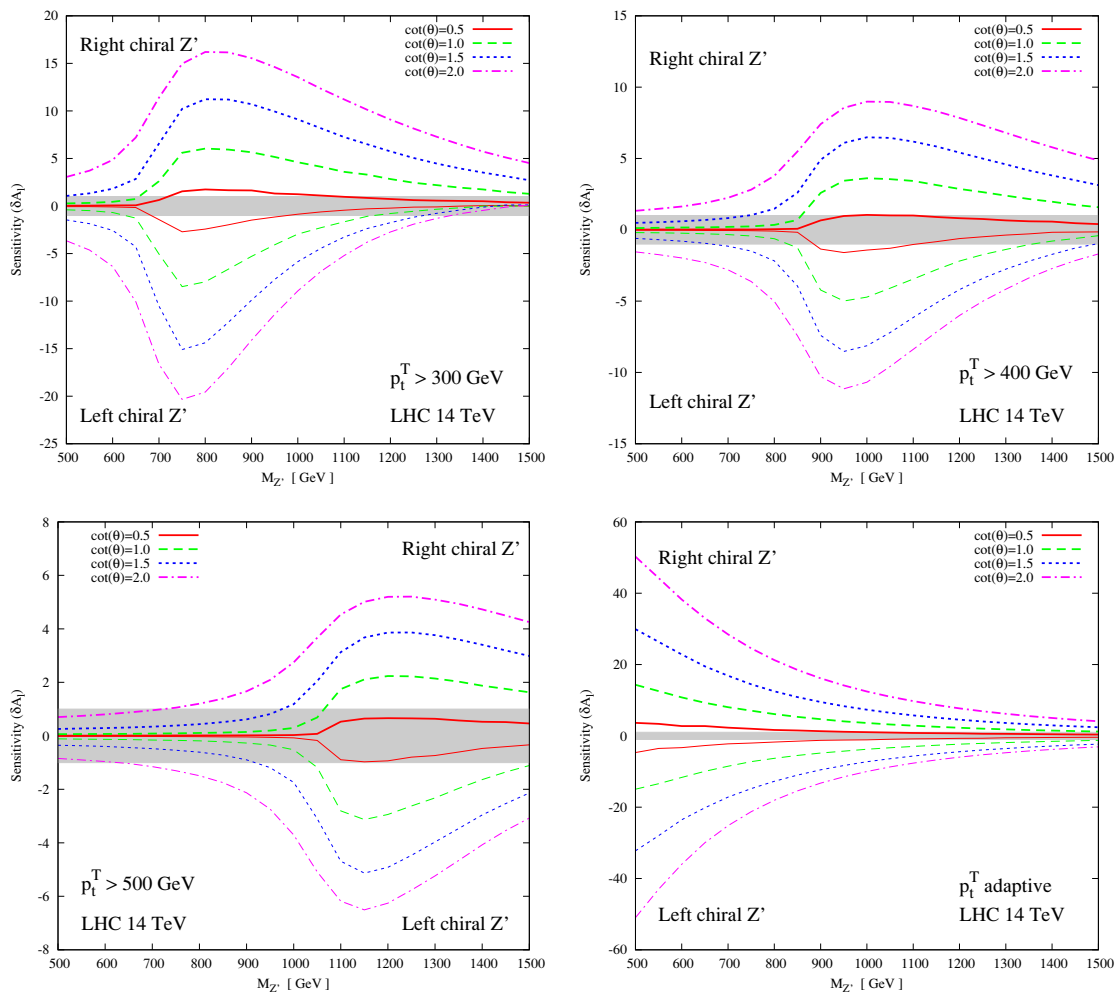 20
15
10
5
0
-5
-10
-15
-20
-25
500 600 700 800 900 1000 1100 1200 1300 1400 1500
Sensitivity (δA_l)
M_Z' [ GeV ]
Right chiral Z'
cot(θ)=0.5
cot(θ)=1.0
cot(θ)=1.5
cot(θ)=2.0
p_t^T > 300 GeV
Left chiral Z'
LHC 14 TeV
15
10
5
0
-5
-10
-15
500 600 700 800 900 1000 1100 1200 1300 1400 1500
Sensitivity (δA_l)
M_Z' [ GeV ]
Right chiral Z'
cot(θ)=0.5
cot(θ)=1.0
cot(θ)=1.5
cot(θ)=2.0
p_t^T > 400 GeV
Left chiral Z'
LHC 14 TeV
8
6
4
2
0
-2
-4
-6
-8
500 600 700 800 900 1000 1100 1200 1300 1400 1500
Sensitivity (δA_l)
M_Z' [ GeV ]
cot(θ)=0.5
cot(θ)=1.0
cot(θ)=1.5
cot(θ)=2.0
Right chiral Z'
p_t^T > 500 GeV
LHC 14 TeV
Left chiral Z'
60
40
20
0
-20
-40
-60
500 600 700 800 900 1000 1100 1200 1300 1400 1500
Sensitivity (δA_l)
M_Z' [ GeV ]
Right chiral Z'
cot(θ)=0.5
cot(θ)=1.0
cot(θ)=1.5
cot(θ)=2.0
p_t^T adaptive
Left chiral Z'
LHC 14 TeV